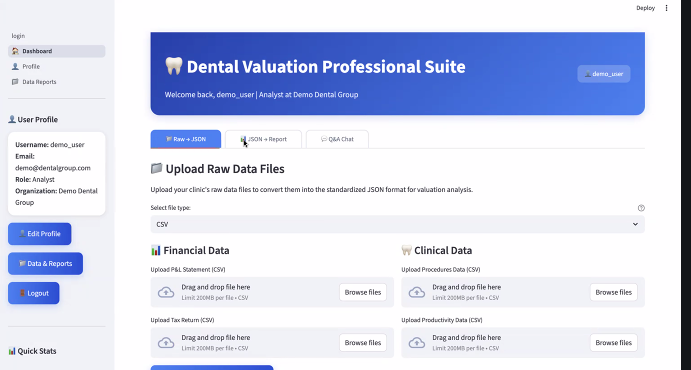 Deploy
login
Dashboard
Profile
Data Reports
User Profile
Username: demo_user
Email:
demo@dentalgroup.com
Role: Analyst
Organization: Demo Dental
Group
Edit Profile
Data & Reports
Logout
Quick Stats
Dental Valuation Professional Suite
Welcome back, demo_user | Analyst at Demo Dental Group
demo_user
Raw → JSON
JSON → Report
Q&A Chat
Upload Raw Data Files
Upload your clinic's raw data files to convert them into the standardized JSON format for valuation analysis.
Select file type:
CSV
Financial Data
Upload P&L Statement (CSV)
Drag and drop file here
Limit 200MB per file • CSV
Browse files
Upload Tax Return (CSV)
Drag and drop file here
Limit 200MB per file • CSV
Browse files
Clinical Data
Upload Procedures Data (CSV)
Drag and drop file here
Limit 200MB per file • CSV
Browse files
Upload Productivity Data (CSV)
Drag and drop file here
Limit 200MB per file • CSV
Browse files